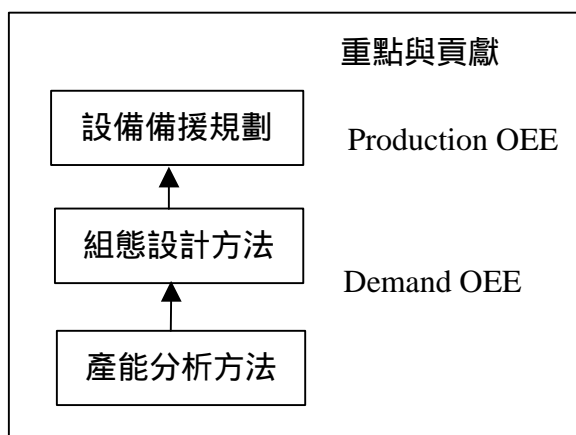 重點與貢獻
設備備援規劃
Production OEE
組態設計方法
Demand OEE
產能分析方法